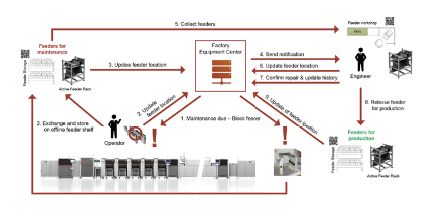 5. Collect feeders
Feeder workshop
Feeders for
maintenance
Factory
Equipment Center
4. Send notification
6. Update feeder location
7. Confirm repair & update history
3. Update feeder location
Feeder Storage
Active Feeder Rack
Engineer
2. Update
feeder location
9. Update of feeder location
8. Release feeder
for production
2. Exchange and store
on offline feeder shelf
Operator
1. Maintenance due – Block feeder
Feeders for
production
Feeder Storage
Active Feeder Rack